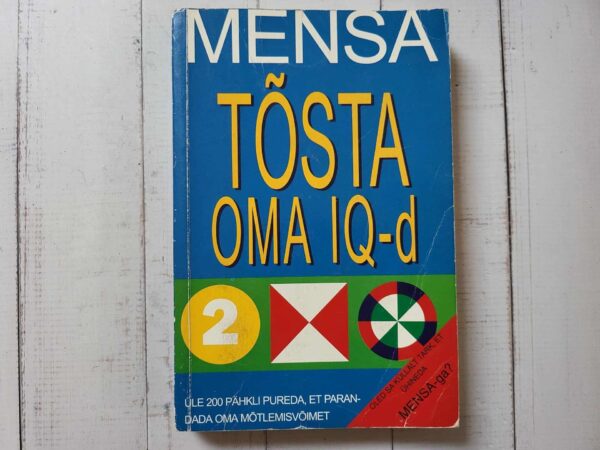 MENSA
TÕSTA
OMA IQ-d
2
ÜLE 200 PÄHKLI PUREDA, ET PARAN-
DADA OMA MÕTLEMISVÕIMET
OLED SA KÜLLALT TARK, ET
ÜHINEDA
MENSA-ga?